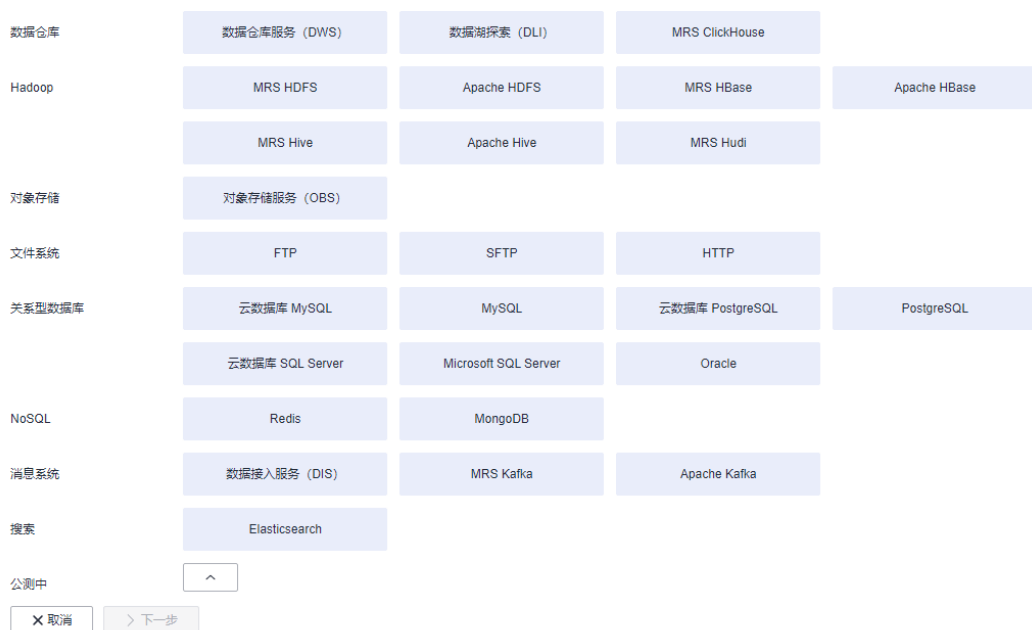 数据仓库 数据仓库服务（DWS） 数据湖探索（DLI） MRS ClickHouse
Hadoop MRS HDFS Apache HDFS MRS HBase Apache HBase
MRS Hive Apache Hive MRS Hudi
对象存储 对象存储服务（OBS）
文件系统 FTP SFTP HTTP
关系型数据库 云数据库 MySQL MySQL 云数据库 PostgreSQL PostgreSQL
云数据库 SQL Server Microsoft SQL Server Oracle
NoSQL Redis MongoDB
消息系统 数据接入服务（DIS） MRS Kafka Apache Kafka
搜索 Elasticsearch
公测中
取消 下一步